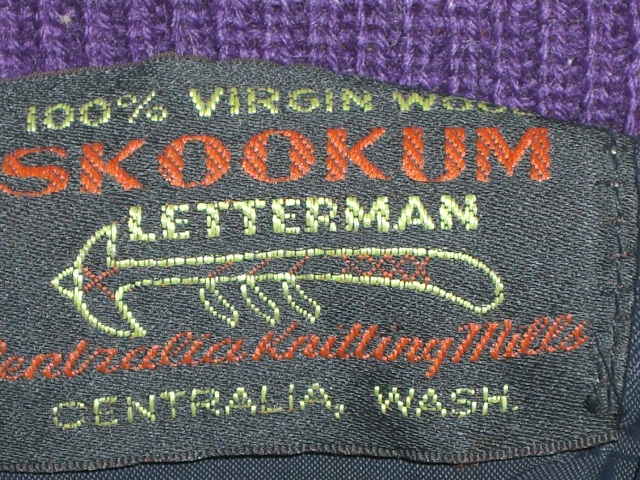 100% VIRGIN WOOL
SKOOKUM
LETTERMAN
Centralia Knitting Mills
CENTRALIA, WASH.